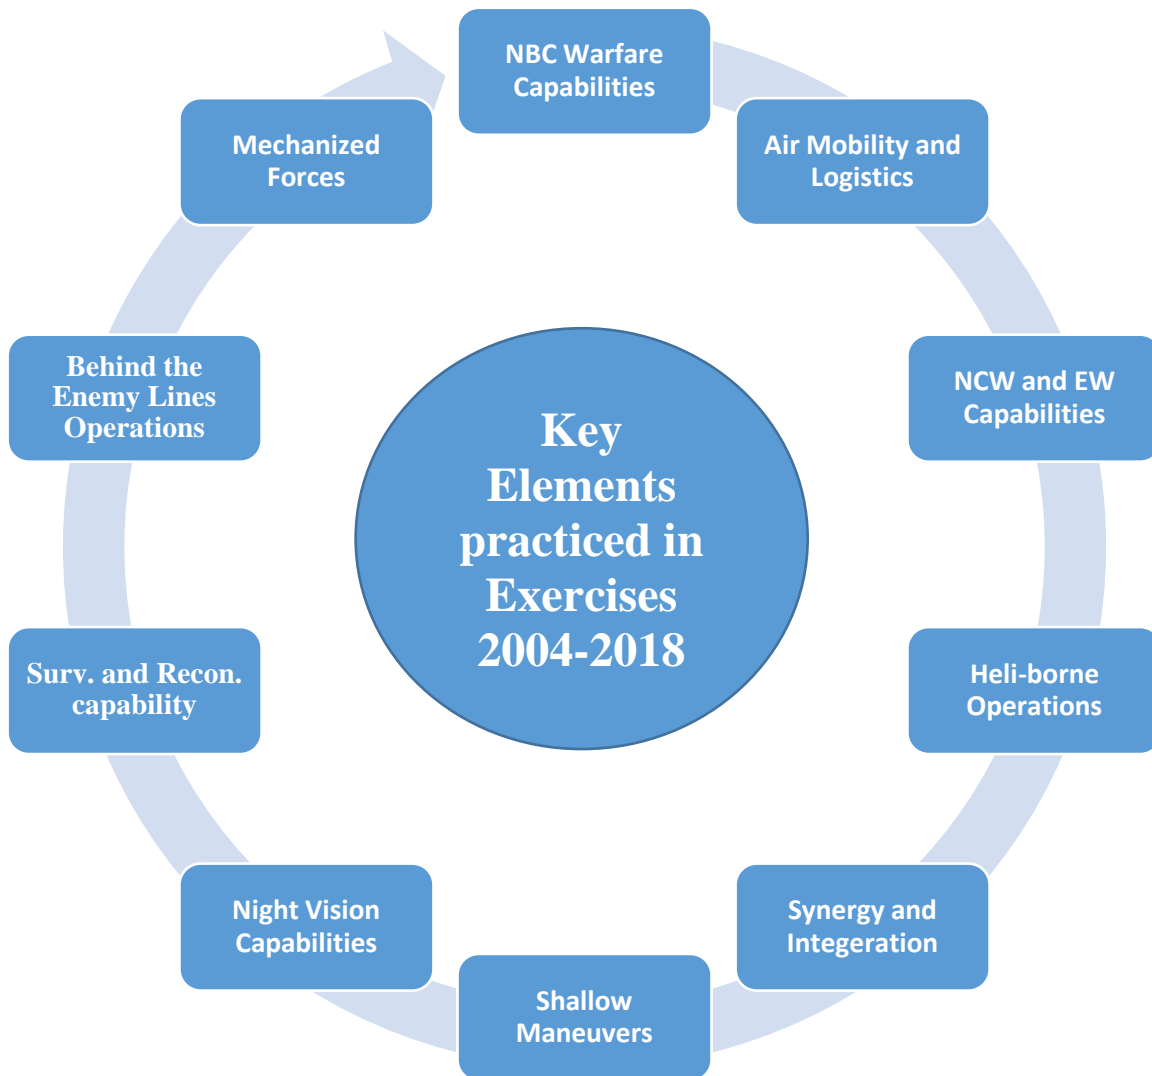 NBC Warfare
Capabilities
Air Mobility and
Logistics
NCW and EW
Capabilities
Heli-borne
Operations
Synergy and
Integeration
Shallow
Maneuvers
Night Vision
Capabilities
Surv. and Recon.
capability
Behind the
Enemy Lines
Operations
Mechanized
Forces
Key
Elements
practiced in
Exercises
2004-2018